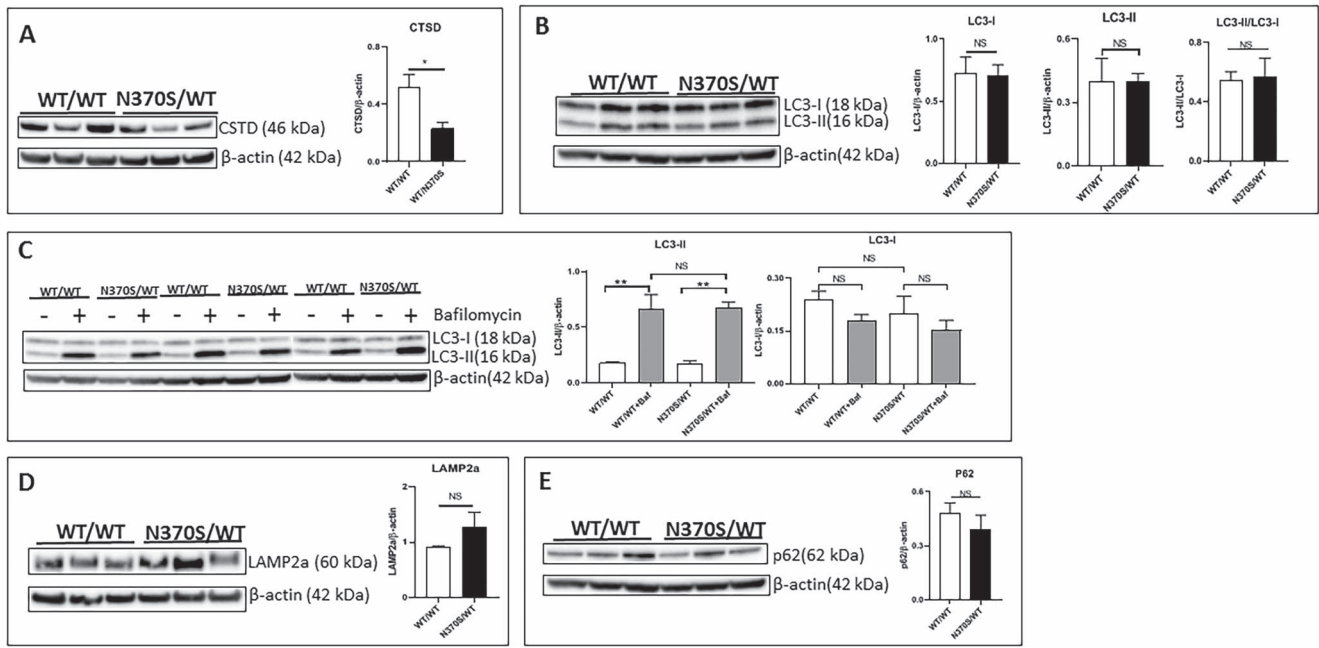 A
WT/WT N370S/WT
CSTD (46 kDa)
β-actin (42 kDa)
CTSD
CTSD/β-actin
0.8
0.4
0.0
*
WT/WT
WT/N370S
B
WT/WT N370S/WT
LC3-I (18 kDa)
LC3-II(16 kDa)
β-actin(42 kDa)
LC3-I
LC3-I/β-actin
1.0
0.5
0.0
NS
WT/WT
N370S/WT
LC3-II
LC3-II/β-actin
0.6
0.3
0.0
NS
WT/WT
N370S/WT
LC3-II/LC3-I
LC3-II/LC3-I
0.8
0.4
0.0
NS
WT/WT
N370S/WT
C
WT/WT N370S/WT WT/WT N370S/WT WT/WT N370S/WT
- + - + - + - + - + - + Bafilomycin
LC3-I (18 kDa)
LC3-II(16 kDa)
β-actin(42 kDa)
LC3-II
LC3-II/β-actin
1.0
0.5
0.0
NS
** **
WT/WT
WT/WT+Baf
N370S/WT
N370S/WT+Baf
LC3-I
LC3-I/β-actin
0.30
0.15
0.00
NS
NS NS
WT/WT
WT/WT+Baf
N370S/WT
N370S/WT+Baf
D
WT/WT N370S/WT
LAMP2a (60 kDa)
β-actin (42 kDa)
LAMP2a
LAMP2a/β-actin
2
1
0
NS
WT/WT
N370S/WT
E
WT/WT N370S/WT
p62(62 kDa)
β-actin(42 kDa)
P62
p62/β-actin
0.6
0.3
0.0
NS
WT/WT
N370S/WT